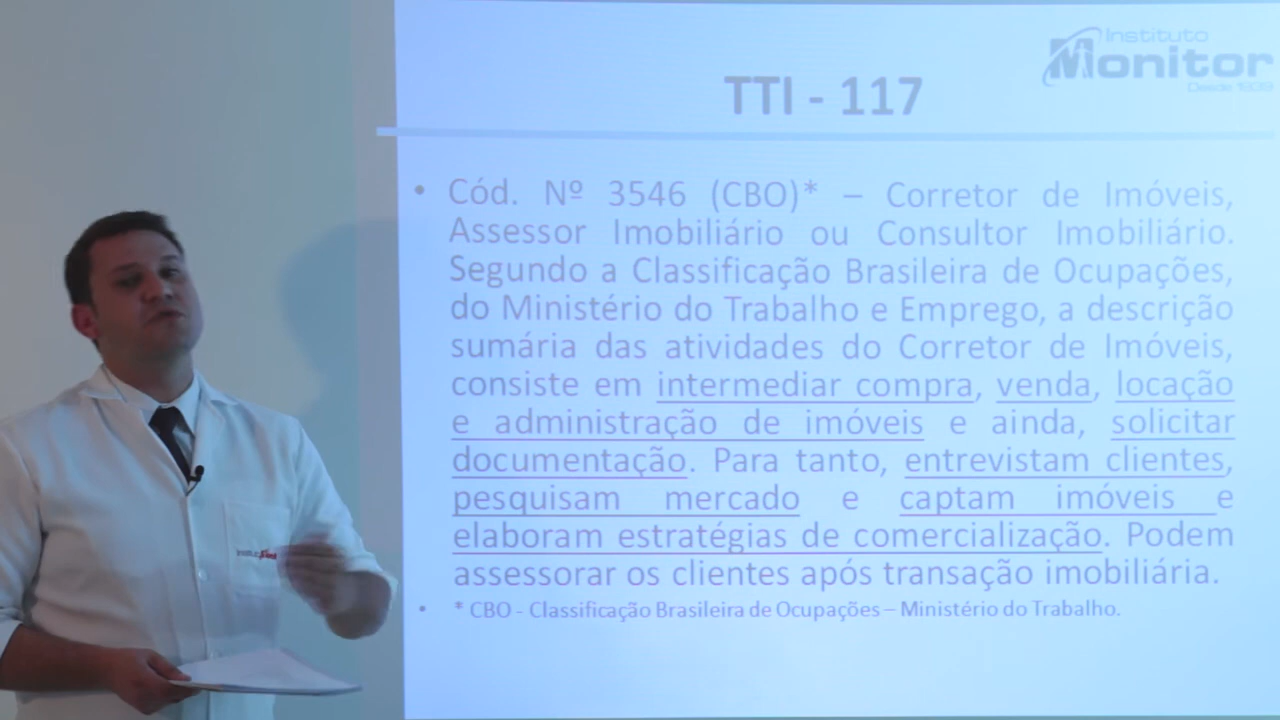 Instituto
Monitor
Desde 1939
TTI - 117
• Cód. Nº 3546 (CBO)* – Corretor de Imóveis,
Assessor Imobiliário ou Consultor Imobiliário.
Segundo a Classificação Brasileira de Ocupações,
do Ministério do Trabalho e Emprego, a descrição
sumária das atividades do Corretor de Imóveis,
consiste em intermediar compra, venda, locação
e administração de imóveis e ainda, solicitar
documentação. Para tanto, entrevistam clientes,
pesquisam mercado e captam imóveis e
elaboram estratégias de comercialização. Podem
assessorar os clientes após transação imobiliária.
• * CBO - Classificação Brasileira de Ocupações – Ministério do Trabalho.